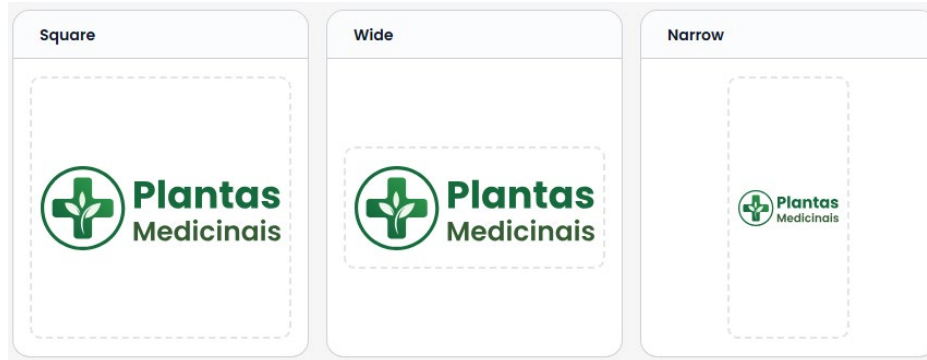 Square
Plantas
Medicinais
Wide
Plantas
Medicinais
Narrow
Plantas
Medicinais